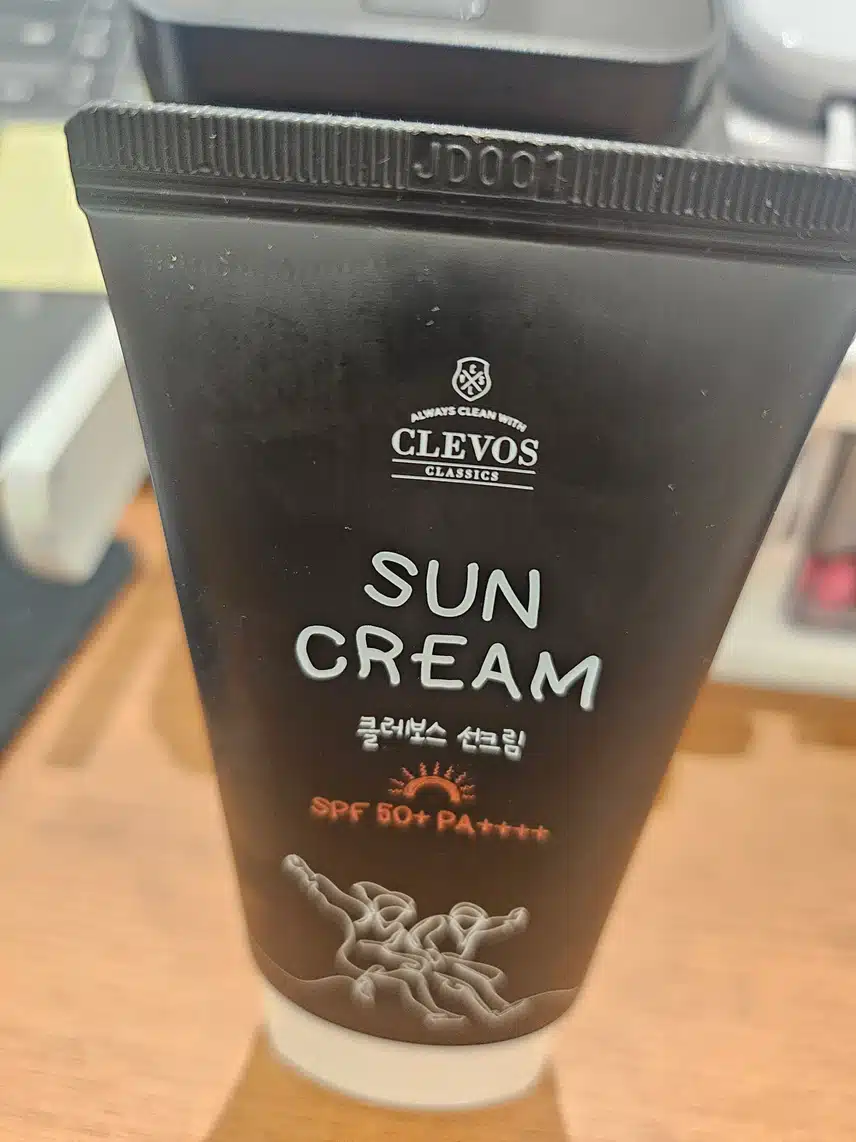 JD001
ALWAYS CLEAN WITH
CLEVOS
CLASSICS
SUN
CREAM
클레보스 선크림
SPF 50+ PA++++